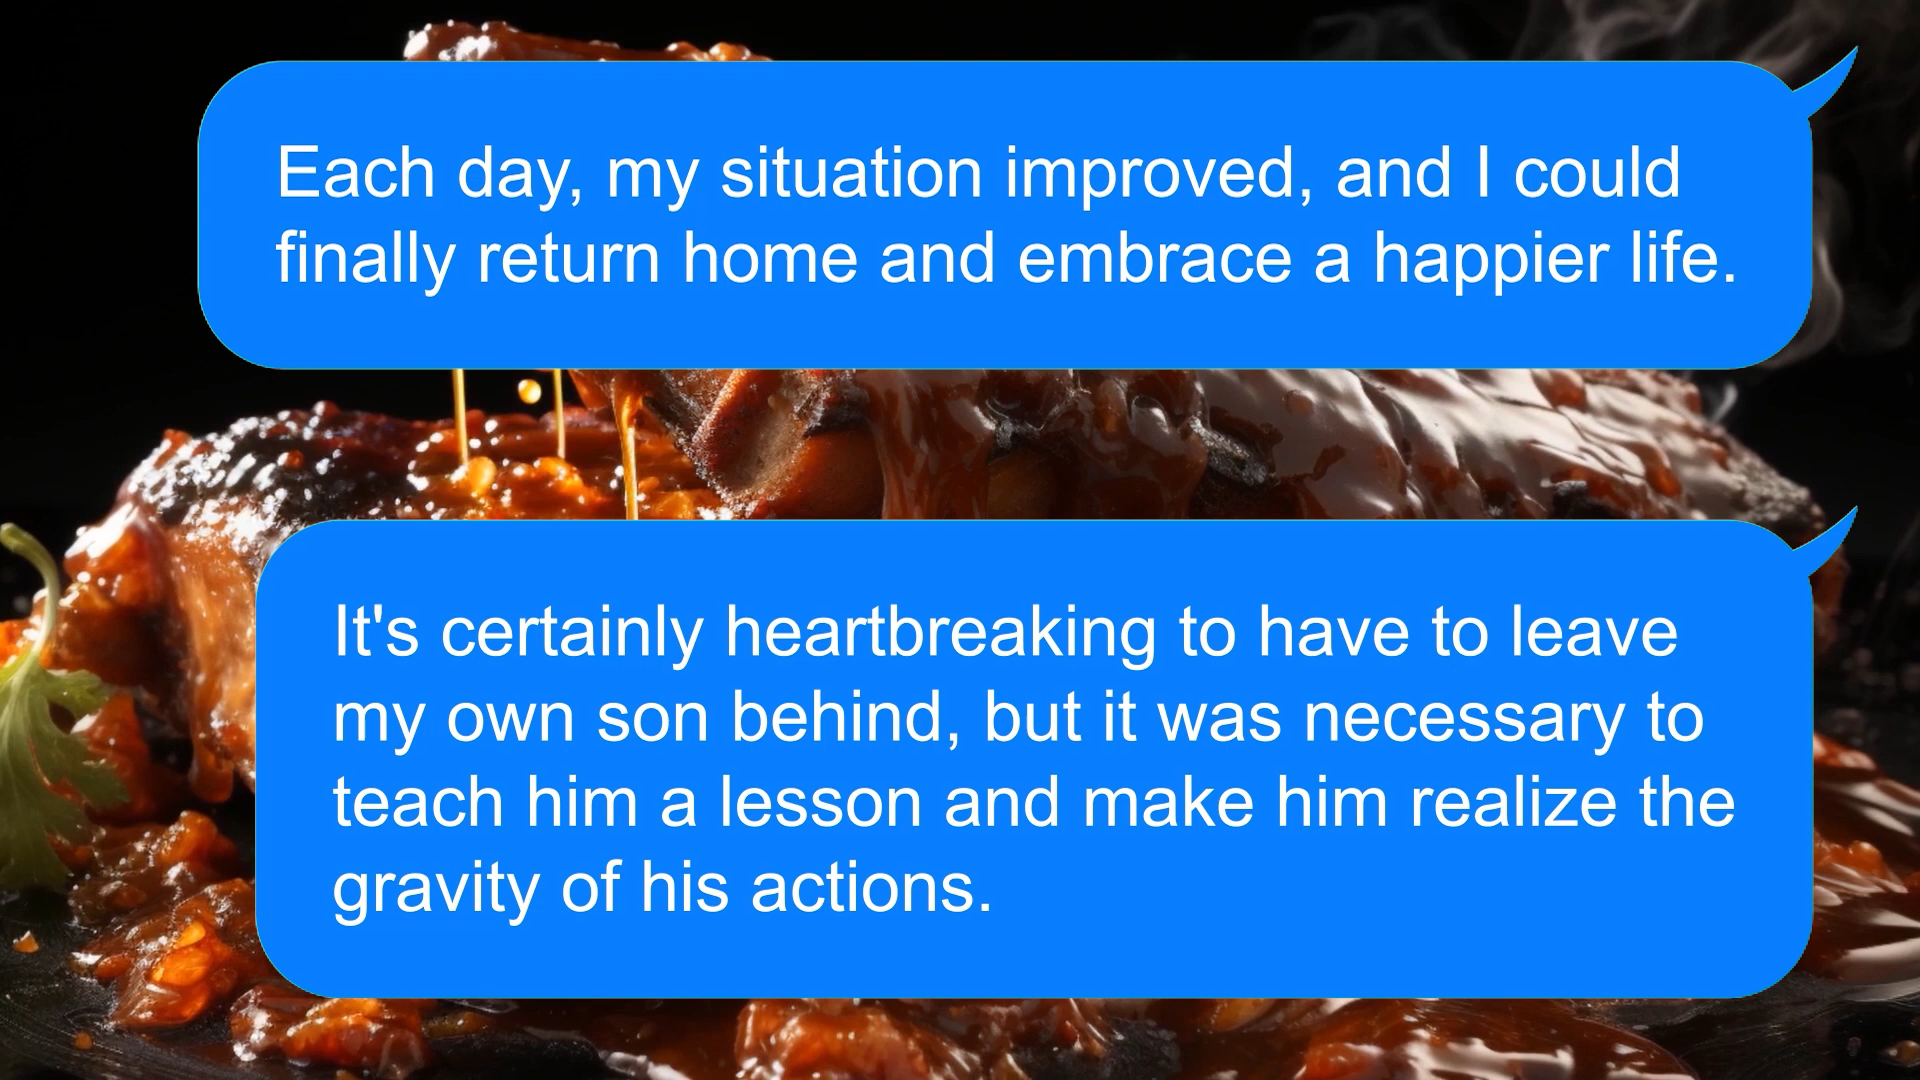 Each day, my situation improved, and I could
finally return home and embrace a happier life.
It's certainly heartbreaking to have to leave
my own son behind, but it was necessary to
teach him a lesson and make him realize the
gravity of his actions.